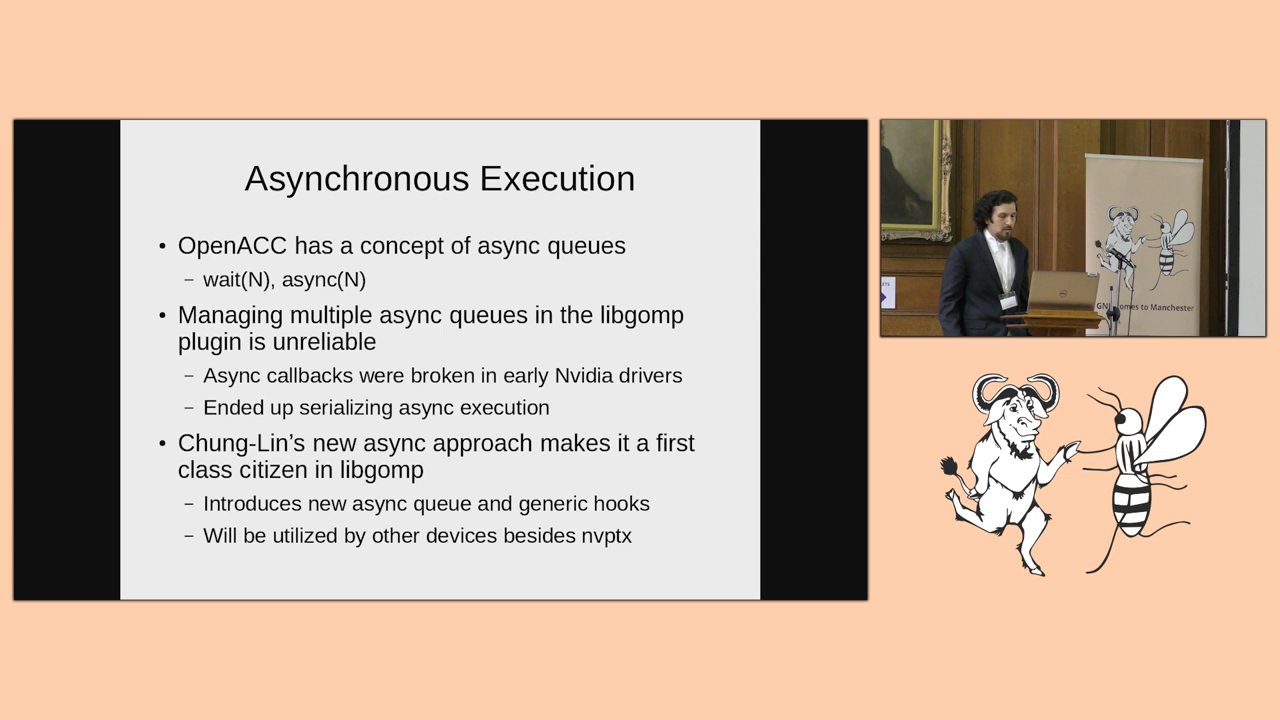 Asynchronous Execution
• OpenACC has a concept of async queues
– wait(N), async(N)
• Managing multiple async queues in the libgomp
plugin is unreliable
– Async callbacks were broken in early Nvidia drivers
– Ended up serializing async execution
• Chung-Lin’s new async approach makes it a first
class citizen in libgomp
– Introduces new async queue and generic hooks
– Will be utilized by other devices besides nvptx
to Manchester